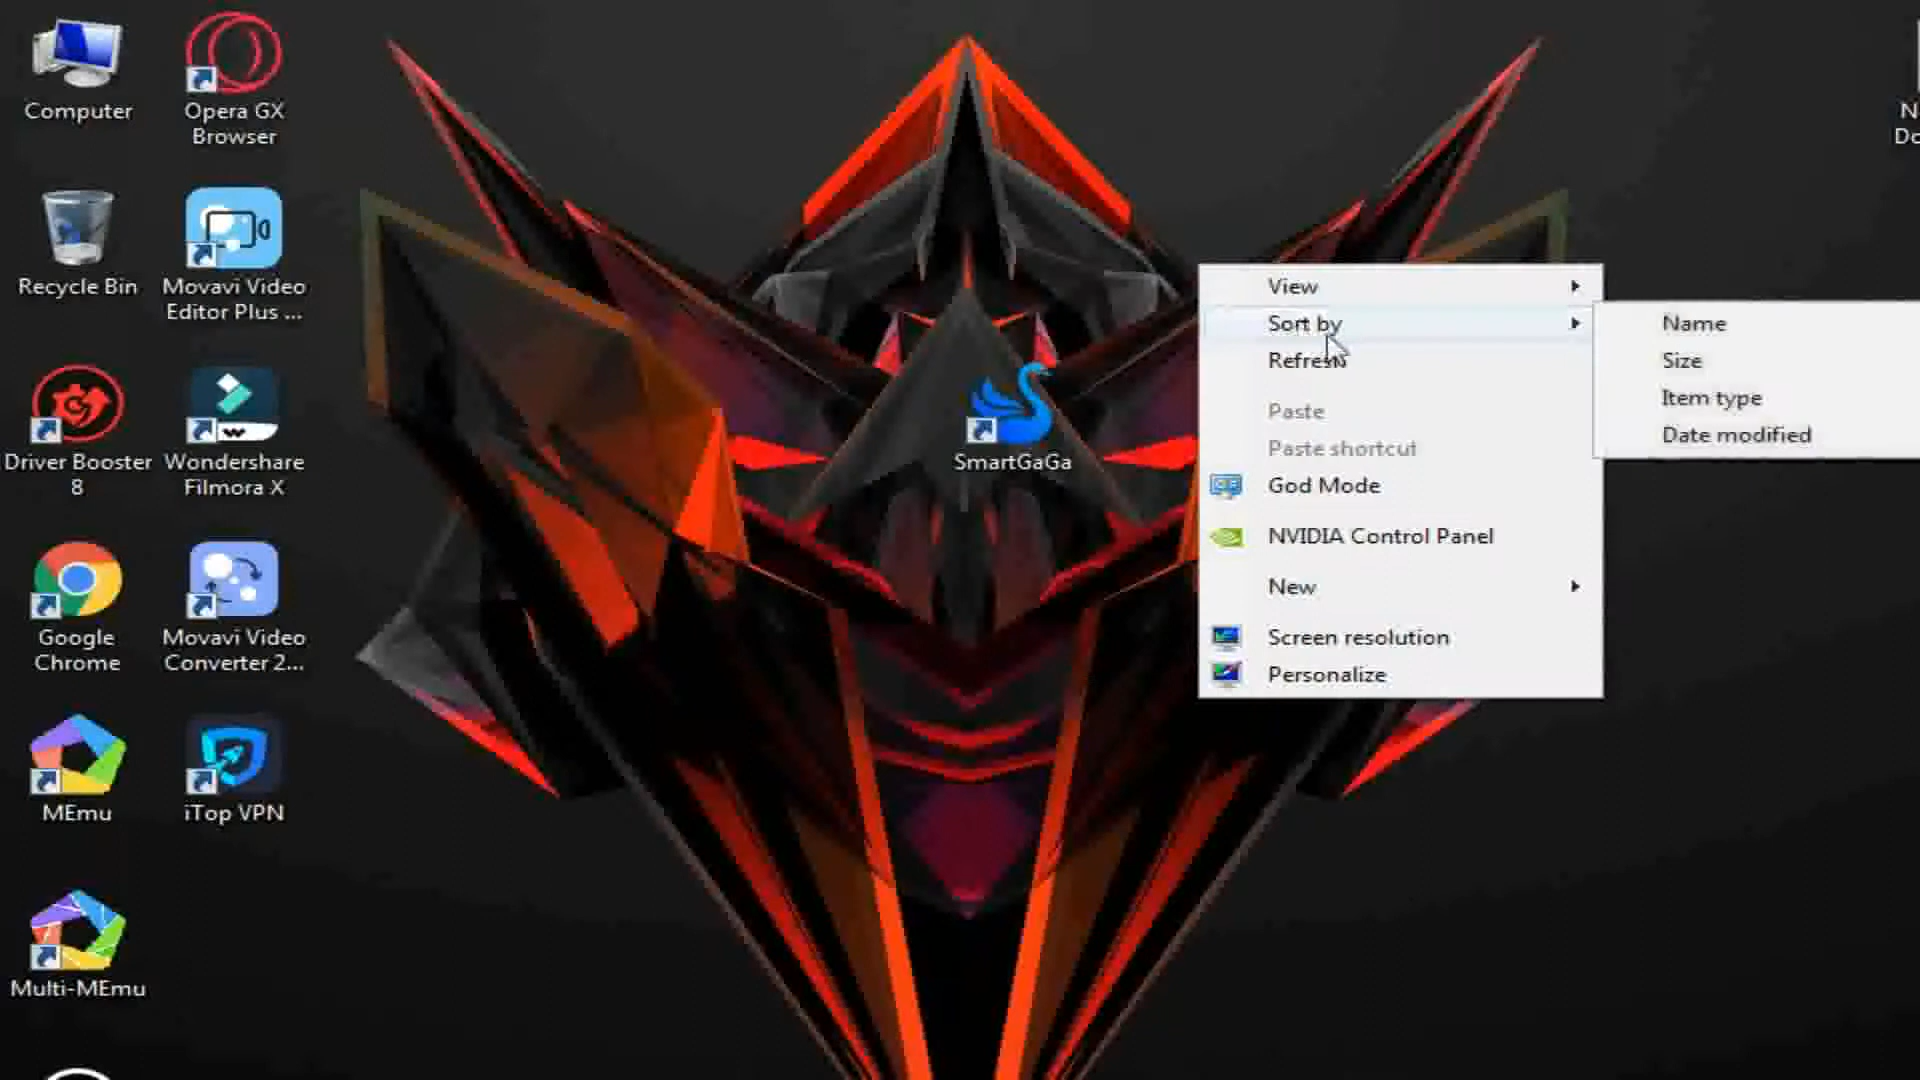 Computer
Opera GX
Browser
Recycle Bin
Movavi Video
Editor Plus ...
Driver Booster
8
Wondershare
Filmora X
Google
Chrome
Movavi Video
Converter 2...
MEmu
iTop VPN
Multi-MEmu
SmartGaGa
View
Sort by
Refresh
Paste
Paste shortcut
God Mode
NVIDIA Control Panel
New
Screen resolution
Personalize
Name
Size
Item type
Date modified